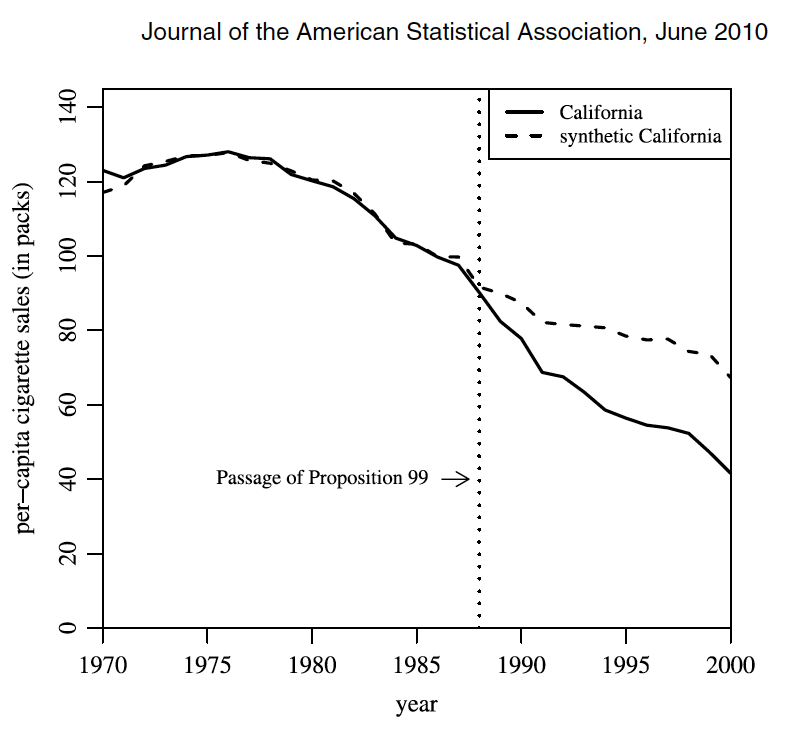 Journal of the American Statistical Association, June 2010
California
synthetic California
per−capita cigarette sales (in packs)
140
120
100
80
60
40
20
0
Passage of Proposition 99
1970 1975 1980 1985 1990 1995 2000
year